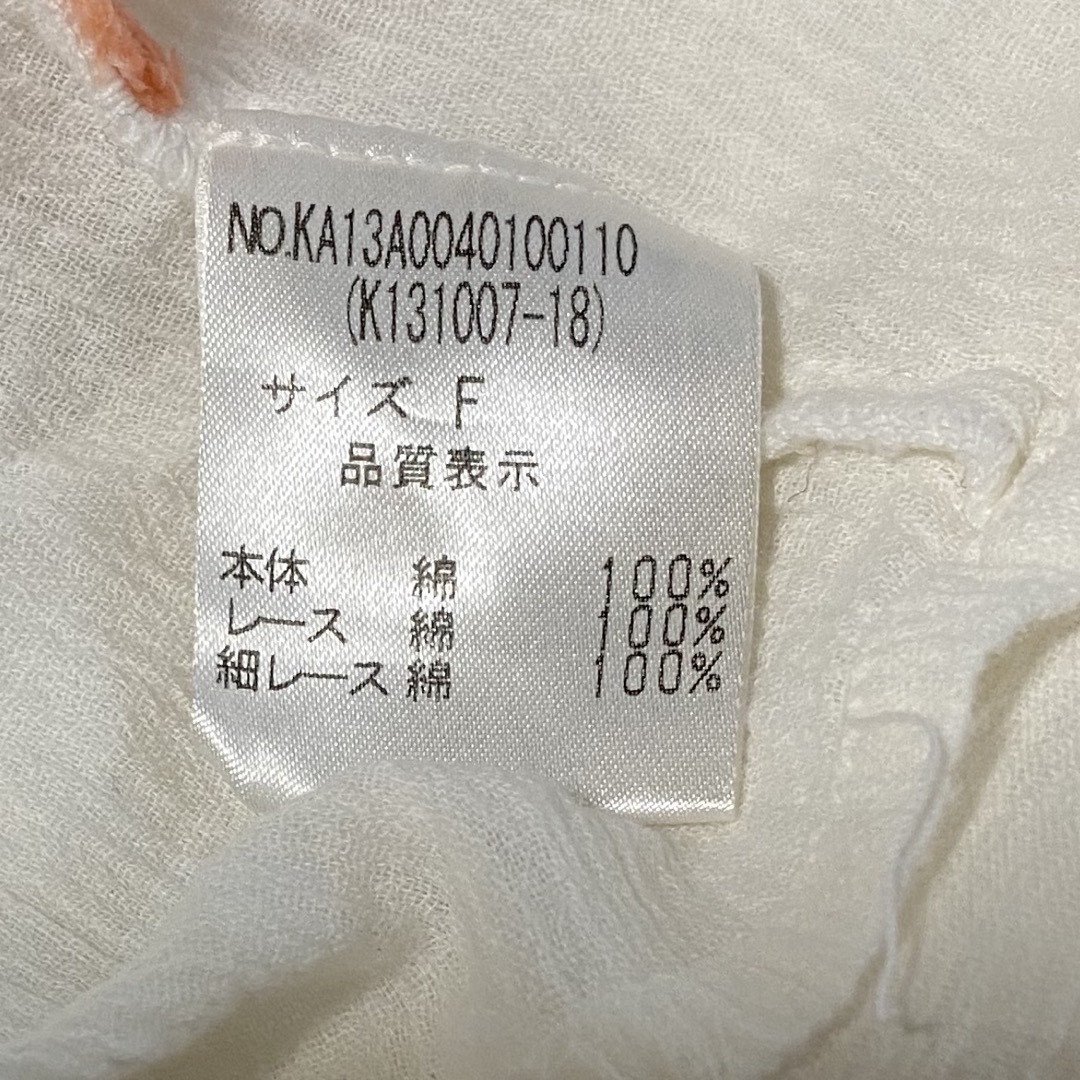 NO.KA13A0040100110
(K131007-18)
サイズ F
品質表示
本体 綿 100%
レース 綿 100%
細レース 綿 100%